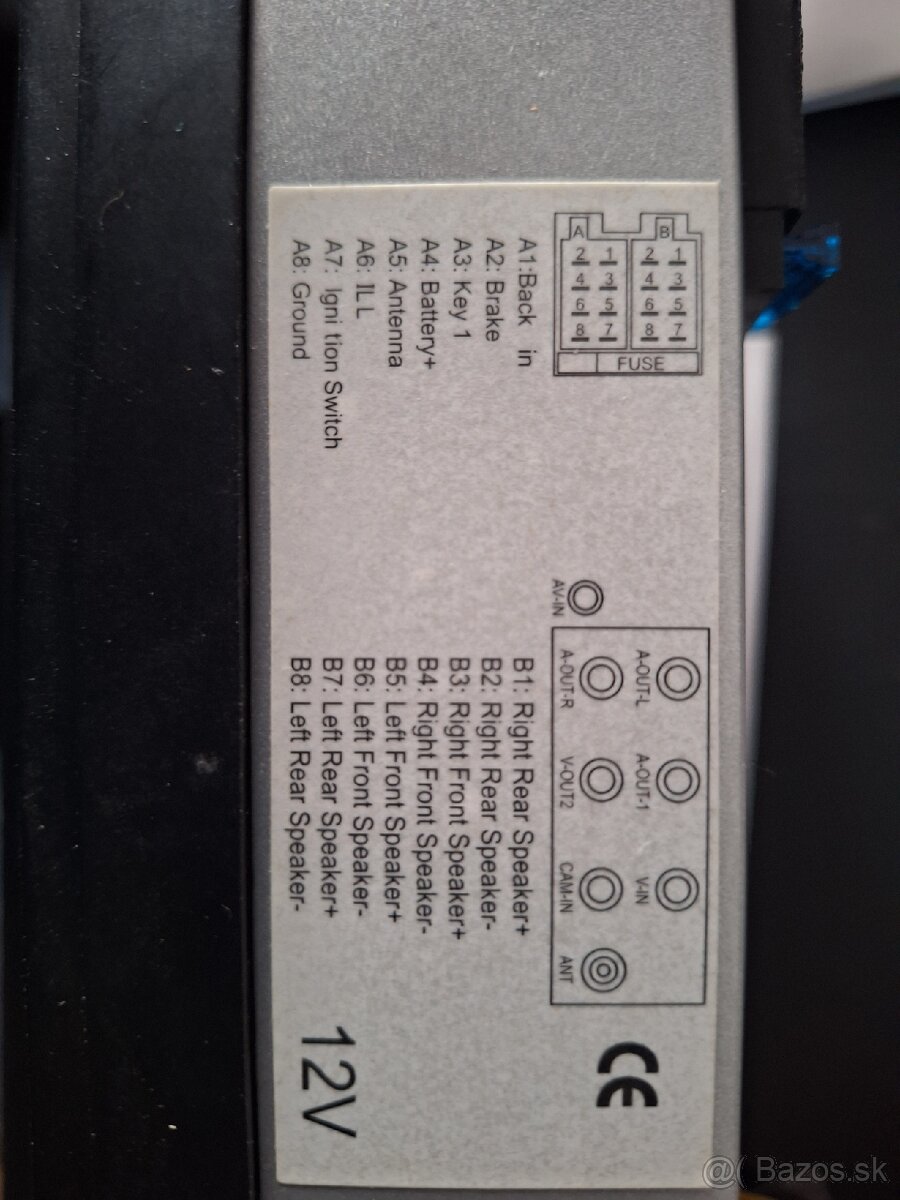 B
1 3 5 7
2 4 6 8
A
1 3 5 7
2 4 6 8
FUSE
A1:Back in
A2: Brake
A3: Key 1
A4: Battery+
A5: Antenna
A6: ILL
A7: Igni tion Switch
A8: Ground
A-OUT-L A-OUT-1 V-IN
AV-IN A-OUT-R V-OUT2 CAM-IN ANT
B1: Right Rear Speaker+
B2: Right Rear Speaker-
B3: Right Front Speaker+
B4: Right Front Speaker-
B5: Left Front Speaker+
B6: Left Front Speaker-
B7: Left Rear Speaker+
B8: Left Rear Speaker-
CE
12V
@( Bazos.sk